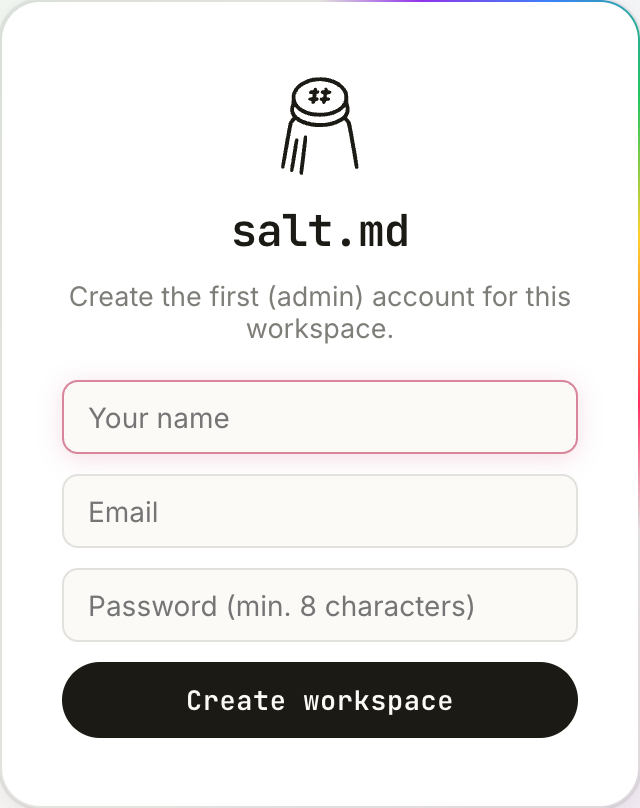 salt.md
Create the first (admin) account for this
workspace.
Your name
Email
Password (min. 8 characters)
Create workspace